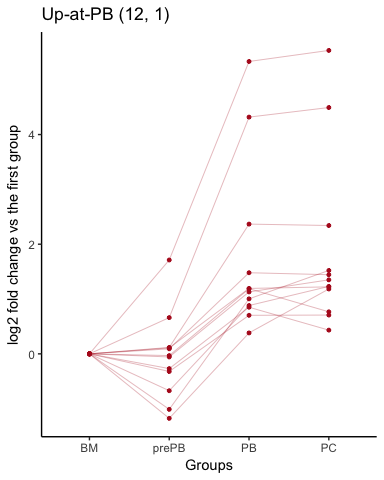 Up-at-PB (12, 1)
log2 fold change vs the first group
4
2
0
BM prePB PB PC
Groups